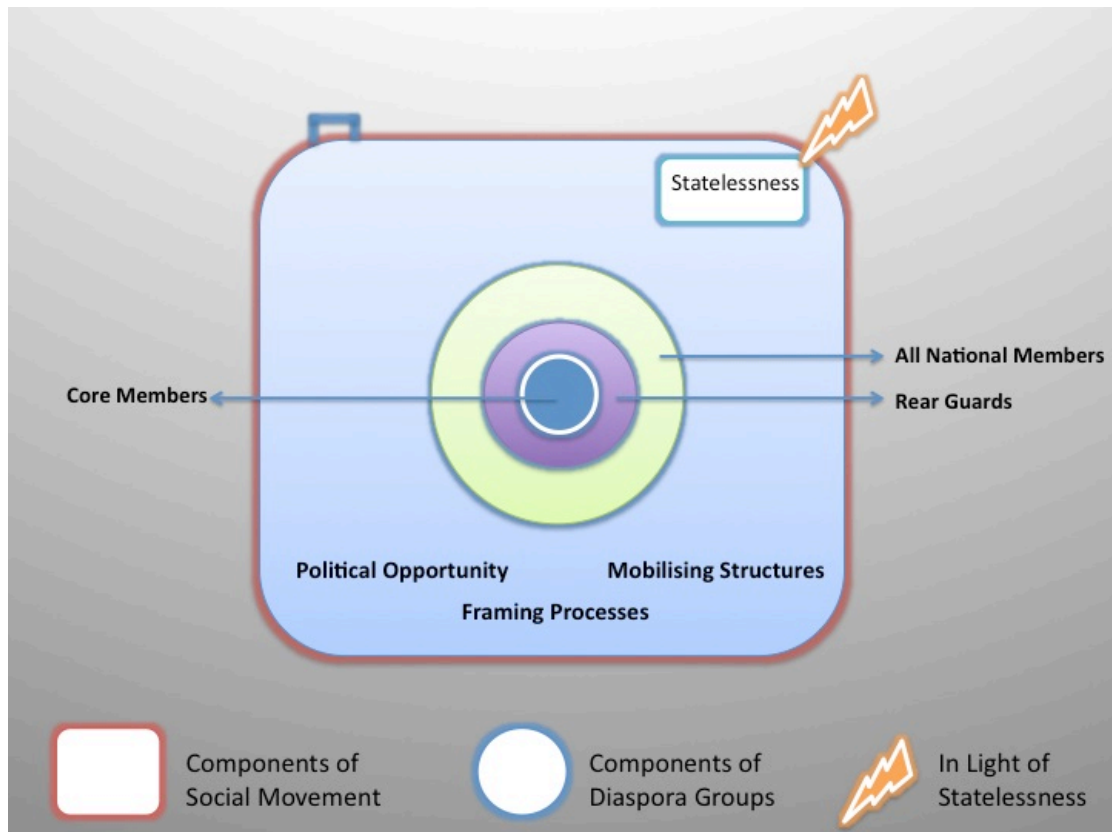 Statelessness
All National Members
Core Members
Rear Guards
Political Opportunity
Mobilising Structures
Framing Processes
Components of
Social Movement
Components of
Diaspora Groups
In Light of
Statelessness